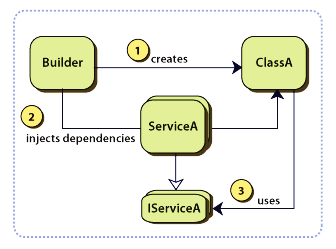 Builder
1
creates
ClassA
2
injects dependencies
ServiceA
IServiceA
3
uses